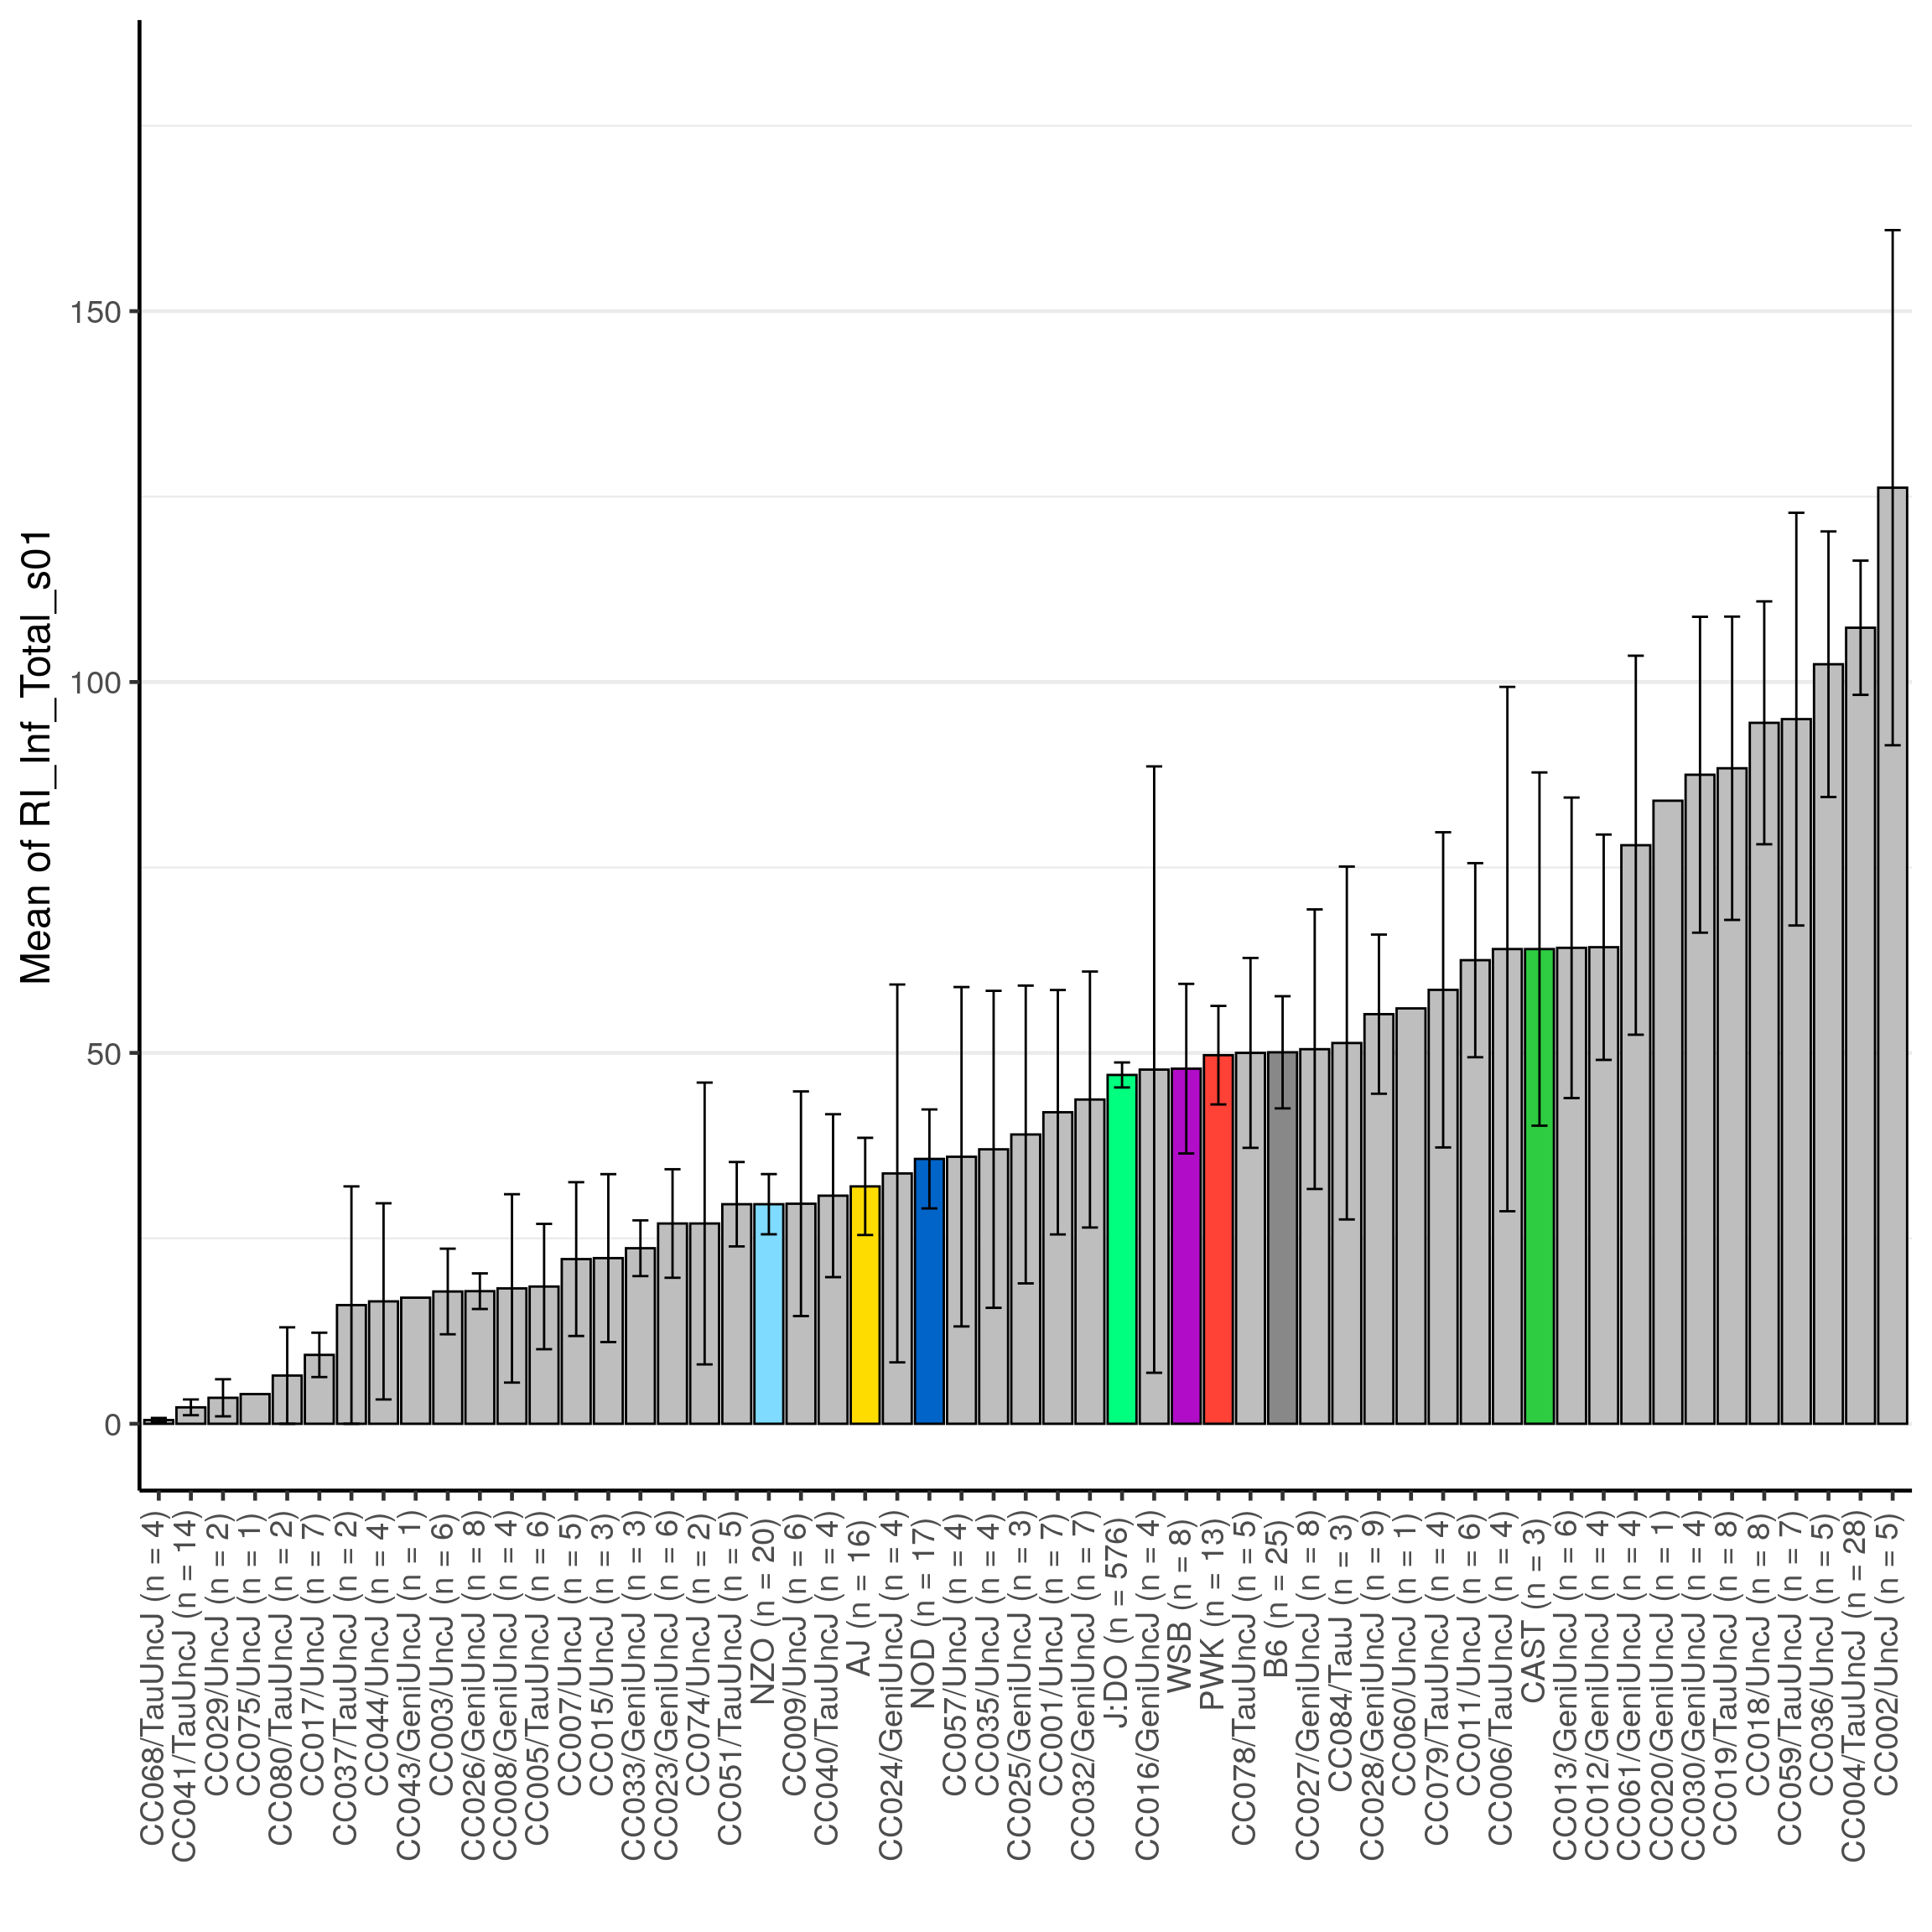 Mean of RI_Inf_Total_s01
150
100
50
0
CC068/TauUncJ (n = 4)
CC041/TauUncJ (n = 14)
CC029/UncJ (n = 2)
CC075/UncJ (n = 1)
CC080/TauUncJ (n = 2)
CC017/UncJ (n = 7)
CC037/TauUncJ (n = 2)
CC044/UncJ (n = 4)
CC043/GeniUncJ (n = 1)
CC003/UncJ (n = 6)
CC026/GeniUncJ (n = 8)
CC008/GeniUncJ (n = 4)
CC005/TauUncJ (n = 6)
CC007/UncJ (n = 5)
CC015/UncJ (n = 3)
CC033/GeniUncJ (n = 3)
CC023/GeniUncJ (n = 6)
CC074/UncJ (n = 2)
CC051/TauUncJ (n = 5)
NZO (n = 20)
CC009/UncJ (n = 6)
CC040/TauUncJ (n = 4)
AJ (n = 16)
CC024/GeniUncJ (n = 4)
NOD (n = 17)
CC057/UncJ (n = 4)
CC035/UncJ (n = 4)
CC025/GeniUncJ (n = 3)
CC001/UncJ (n = 7)
CC032/GeniUncJ (n = 7)
J:DO (n = 576)
CC016/GeniUncJ (n = 4)
WSB (n = 8)
PWK (n = 13)
CC078/TauUncJ (n = 5)
B6 (n = 25)
CC027/GeniUncJ (n = 8)
CC084/TauJ (n = 3)
CC028/GeniUncJ (n = 9)
CC060/UncJ (n = 1)
CC079/TauUncJ (n = 4)
CC011/UncJ (n = 6)
CC006/TauUncJ (n = 4)
CAST (n = 3)
CC013/GeniUncJ (n = 6)
CC012/GeniUncJ (n = 4)
CC061/GeniUncJ (n = 4)
CC020/GeniUncJ (n = 1)
CC030/GeniUncJ (n = 4)
CC019/TauUncJ (n = 8)
CC018/UncJ (n = 8)
CC059/TauUncJ (n = 7)
CC036/UncJ (n = 5)
CC004/TauUncJ (n = 28)
CC002/UncJ (n = 5)